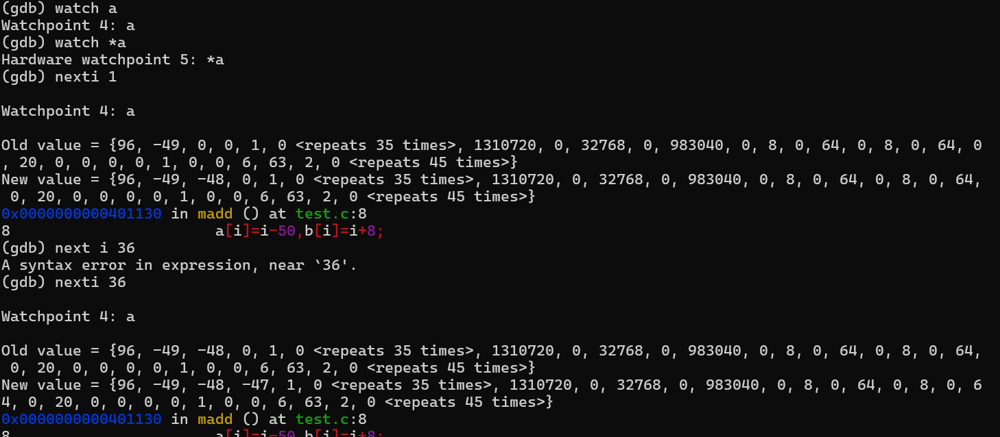 (gdb) watch a
Watchpoint 4: a
(gdb) watch *a
Hardware watchpoint 5: *a
(gdb) nexti 1
Watchpoint 4: a
Old value = {96, -49, 0, 0, 1, 0 <repeats 35 times>, 1310720, 0, 32768, 0, 983040, 0, 8, 0, 64, 0, 8, 0, 64, 0
, 20, 0, 0, 0, 0, 1, 0, 0, 6, 63, 2, 0 <repeats 45 times>}
New value = {96, -49, -48, 0, 1, 0 <repeats 35 times>, 1310720, 0, 32768, 0, 983040, 0, 8, 0, 64, 0, 8, 0, 64,
 0, 20, 0, 0, 0, 0, 1, 0, 0, 6, 63, 2, 0 <repeats 45 times>}
0x0000000000401130 in madd () at test.c:8
8                       a[i]=i-50,b[i]=i+8;
(gdb) next i 36
A syntax error in expression, near `36'.
(gdb) nexti 36
Watchpoint 4: a
Old value = {96, -49, -48, 0, 1, 0 <repeats 35 times>, 1310720, 0, 32768, 0, 983040, 0, 8, 0, 64, 0, 8, 0, 64,
 0, 20, 0, 0, 0, 0, 1, 0, 0, 6, 63, 2, 0 <repeats 45 times>}
New value = {96, -49, -48, -47, 1, 0 <repeats 35 times>, 1310720, 0, 32768, 0, 983040, 0, 8, 0, 64, 0, 8, 0, 6
4, 0, 20, 0, 0, 0, 0, 1, 0, 0, 6, 63, 2, 0 <repeats 45 times>}
0x0000000000401130 in madd () at test.c:8
8                       a[i]=i-50,b[i]=i+8;